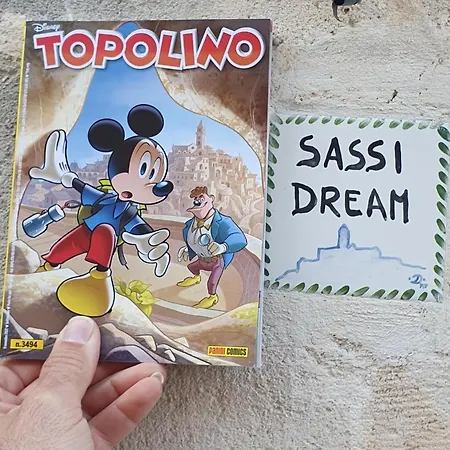 Disney
TOPOLINO
n.3494
PANINI COMICS
SASSI
DREAM